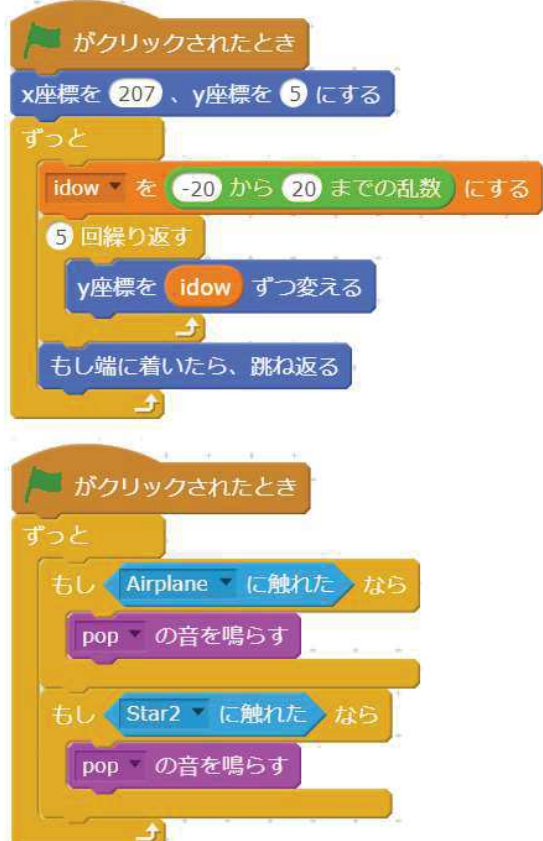 がクリックされたとき
x座標を 207 、y座標を 5 にする
ずっと
idow を -20 から 20 までの乱数 にする
5 回繰り返す
y座標を idow ずつ変える
もし端に着いたら、跳ね返る
がクリックされたとき
ずっと
もし Airplane に触れた なら
pop の音を鳴らす
もし Star2 に触れた なら
pop の音を鳴らす